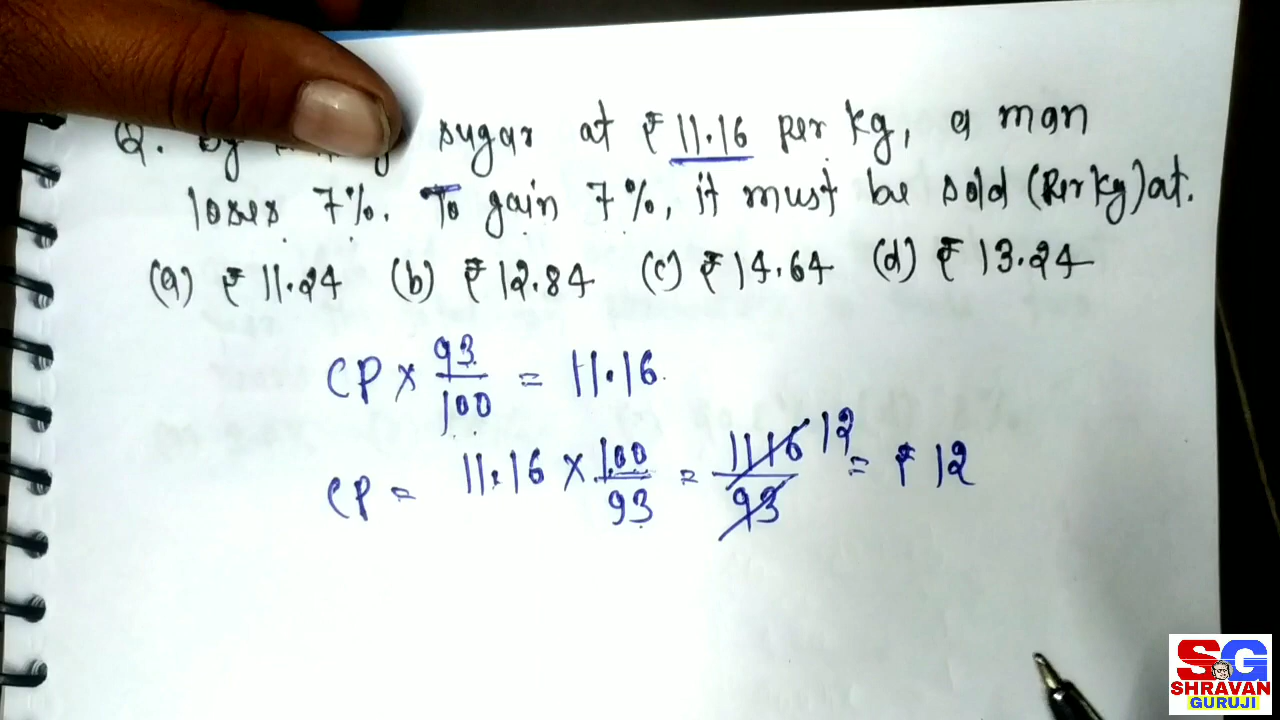 Q. By sugar at ₹ 11.16 per kg, a man
loses 7%. To gain 7%, it must be sold (Per kg) at.
(a) ₹ 11.24 (b) ₹ 12.84 (c) ₹ 14.64 (d) ₹ 13.24
CP × 93/100 = 11.16
CP = 11.16 × 100/93 = 1116/93 12 = ₹ 12
SG
SHRAVAN
GURUJI